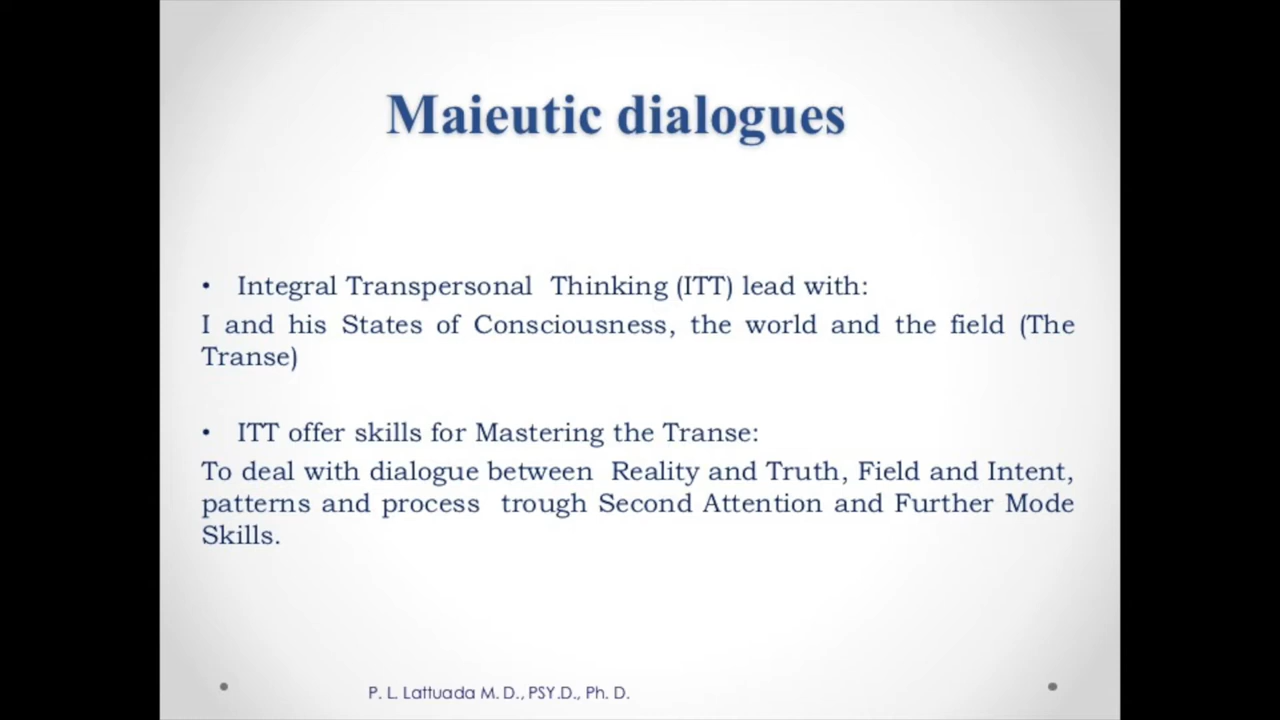 Maieutic dialogues
• Integral Transpersonal Thinking (ITT) lead with:
I and his States of Consciousness, the world and the field (The
Transe)
• ITT offer skills for Mastering the Transe:
To deal with dialogue between Reality and Truth, Field and Intent,
patterns and process trough Second Attention and Further Mode
Skills.
P. L. Lattuada M. D., PSY.D., Ph. D.